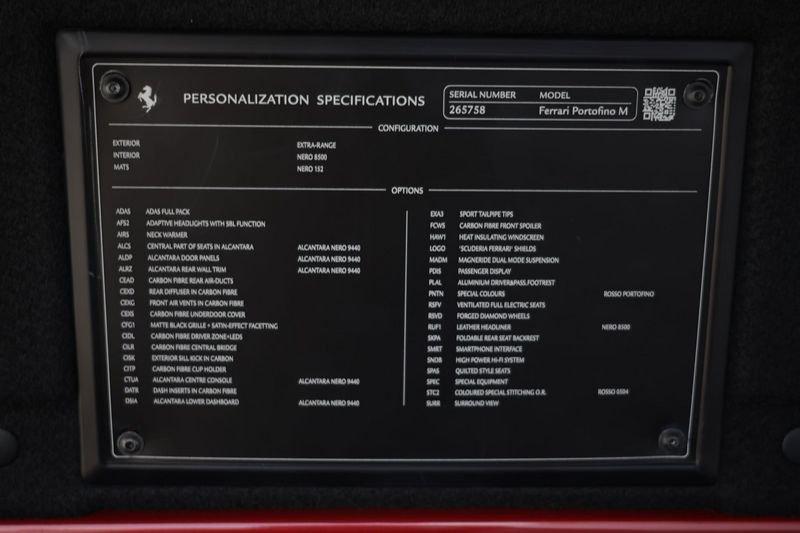 PERSONALIZATION SPECIFICATIONS
SERIAL NUMBER MODEL
265758 Ferrari Portofino M
CONFIGURATION
EXTERIOR EXTRA-RANGE
INTERIOR NERO 8500
MATS NERO 152
OPTIONS
ADAS ADAS FULL PACK
AFS2 ADAPTIVE HEADLIGHTS WITH SBL FUNCTION
AIRS NECK WARMER
ALCS CENTRAL PART OF SEATS IN ALCANTARA ALCANTARA NERO 9440
ALDP ALCANTARA DOOR PANELS ALCANTARA NERO 9440
ALRZ ALCANTARA REAR WALL TRIM ALCANTARA NERO 9440
CEAD CARBON FIBRE REAR AIR-DUCTS
CEXD REAR DIFFUSER IN CARBON FIBRE
CEXG FRONT AIR VENTS IN CARBON FIBRE
CEXS CARBON FIBRE UNDERDOOR COVER
CFG1 MATTE BLACK GRILLE + SATIN-EFFECT FACETTING
CIDL CARBON FIBRE DRIVER ZONE+LEDS
CILR CARBON FIBRE CENTRAL BRIDGE
CISK EXTERIOR SILL KICK IN CARBON
CITP CARBON FIBRE CUP HOLDER
CTUA ALCANTARA CENTRE CONSOLE ALCANTARA NERO 9440
DATR DASH INSERTS IN CARBON FIBRE
DSIA ALCANTARA LOWER DASHBOARD ALCANTARA NERO 9440
EXA3 SPORT TAILPIPE TIPS
FCWS CARBON FIBRE FRONT SPOILER
HAW1 HEAT INSULATING WINDSCREEN
LOGO 'SCUDERIA FERRARI' SHIELDS
MADM MAGNERIDE DUAL MODE SUSPENSION
PDIS PASSENGER DISPLAY
PLAL ALUMINIUM DRIVER&PASS.FOOTREST
PNTN SPECIAL COLOURS ROSSO PORTOFINO
RSFV VENTILATED FULL ELECTRIC SEATS
RSVD FORGED DIAMOND WHEELS
RUF1 LEATHER HEADLINER NERO 8500
SKPA FOLDABLE REAR SEAT BACKREST
SMRT SMARTPHONE INTERFACE
SNDB HIGH POWER HI-FI SYSTEM
SPAS QUILTED STYLE SEATS
SPEC SPECIAL EQUIPMENT
STC2 COLOURED SPECIAL STITCHING O.R. ROSSO 0504
SURR SURROUND VIEW